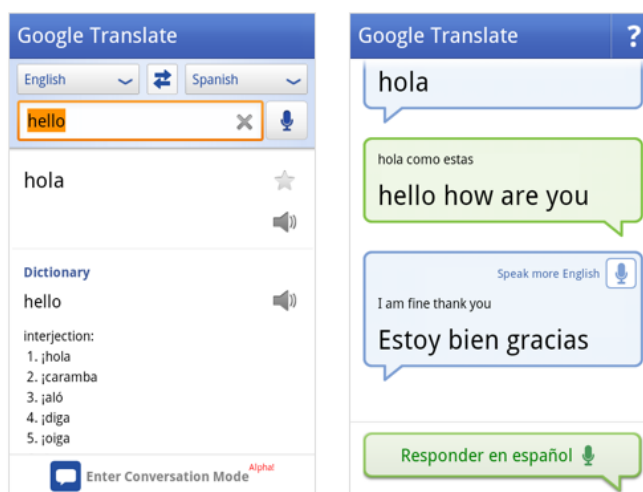 Google Translate
English
Spanish
hello
hola
Dictionary
hello
interjection:
1. ¡hola
2. ¡caramba
3. ¡aló
4. ¡diga
5. ¡oiga
Enter Conversation Mode Alpha!
Google Translate ?
hola
hola como estas
hello how are you
Speak more English
I am fine thank you
Estoy bien gracias
Responder en español